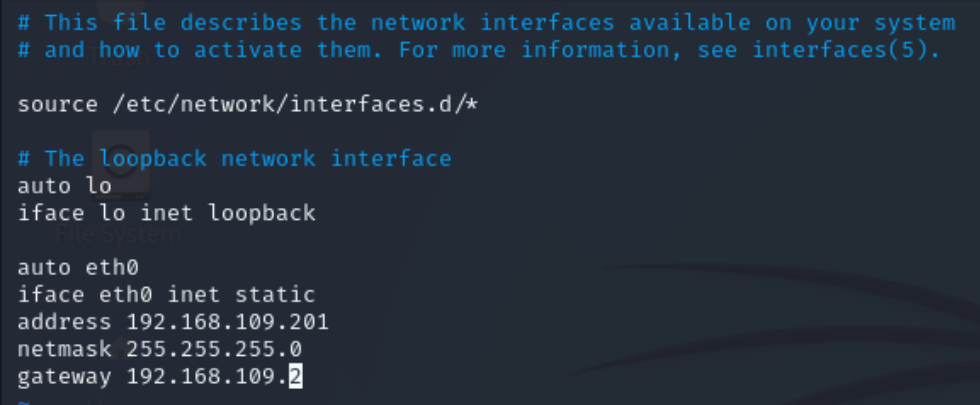 # This file describes the network interfaces available on your system
# and how to activate them. For more information, see interfaces(5).
source /etc/network/interfaces.d/*
# The loopback network interface
auto lo
iface lo inet loopback
File System
auto eth0
iface eth0 inet static
address 192.168.109.201
netmask 255.255.255.0
gateway 192.168.109.2
~